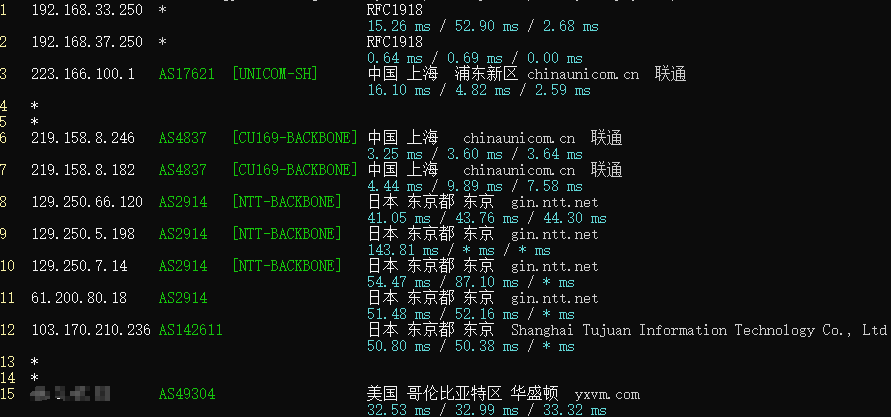 1 192.168.33.250 * RFC1918
15.26 ms / 52.90 ms / 2.68 ms
2 192.168.37.250 * RFC1918
0.64 ms / 0.69 ms / 0.00 ms
3 223.166.100.1 AS17621 [UNICOM-SH] 中国 上海 浦东新区 chinaunicom.cn 联通
16.10 ms / 4.82 ms / 2.59 ms
4 *
5 *
6 219.158.8.246 AS4837 [CU169-BACKBONE] 中国 上海 chinaunicom.cn 联通
3.25 ms / 3.60 ms / 3.64 ms
7 219.158.8.182 AS4837 [CU169-BACKBONE] 中国 上海 chinaunicom.cn 联通
4.44 ms / 9.89 ms / 7.58 ms
8 129.250.66.120 AS2914 [NTT-BACKBONE] 日本 东京都 东京 gin.ntt.net
41.05 ms / 43.76 ms / 44.30 ms
9 129.250.5.198 AS2914 [NTT-BACKBONE] 日本 东京都 东京 gin.ntt.net
143.81 ms / * ms / * ms
10 129.250.7.14 AS2914 [NTT-BACKBONE] 日本 东京都 东京 gin.ntt.net
54.47 ms / 87.10 ms / * ms
11 61.200.80.18 AS2914 日本 东京都 东京 gin.ntt.net
51.48 ms / 52.16 ms / * ms
12 103.170.210.236 AS142611 日本 东京都 东京 Shanghai Tujuan Information Technology Co., Ltd
50.80 ms / 50.38 ms / * ms
13 *
14 *
15 AS49304 美国 哥伦比亚特区 华盛顿 yxvm.com
32.53 ms / 32.99 ms / 33.32 ms